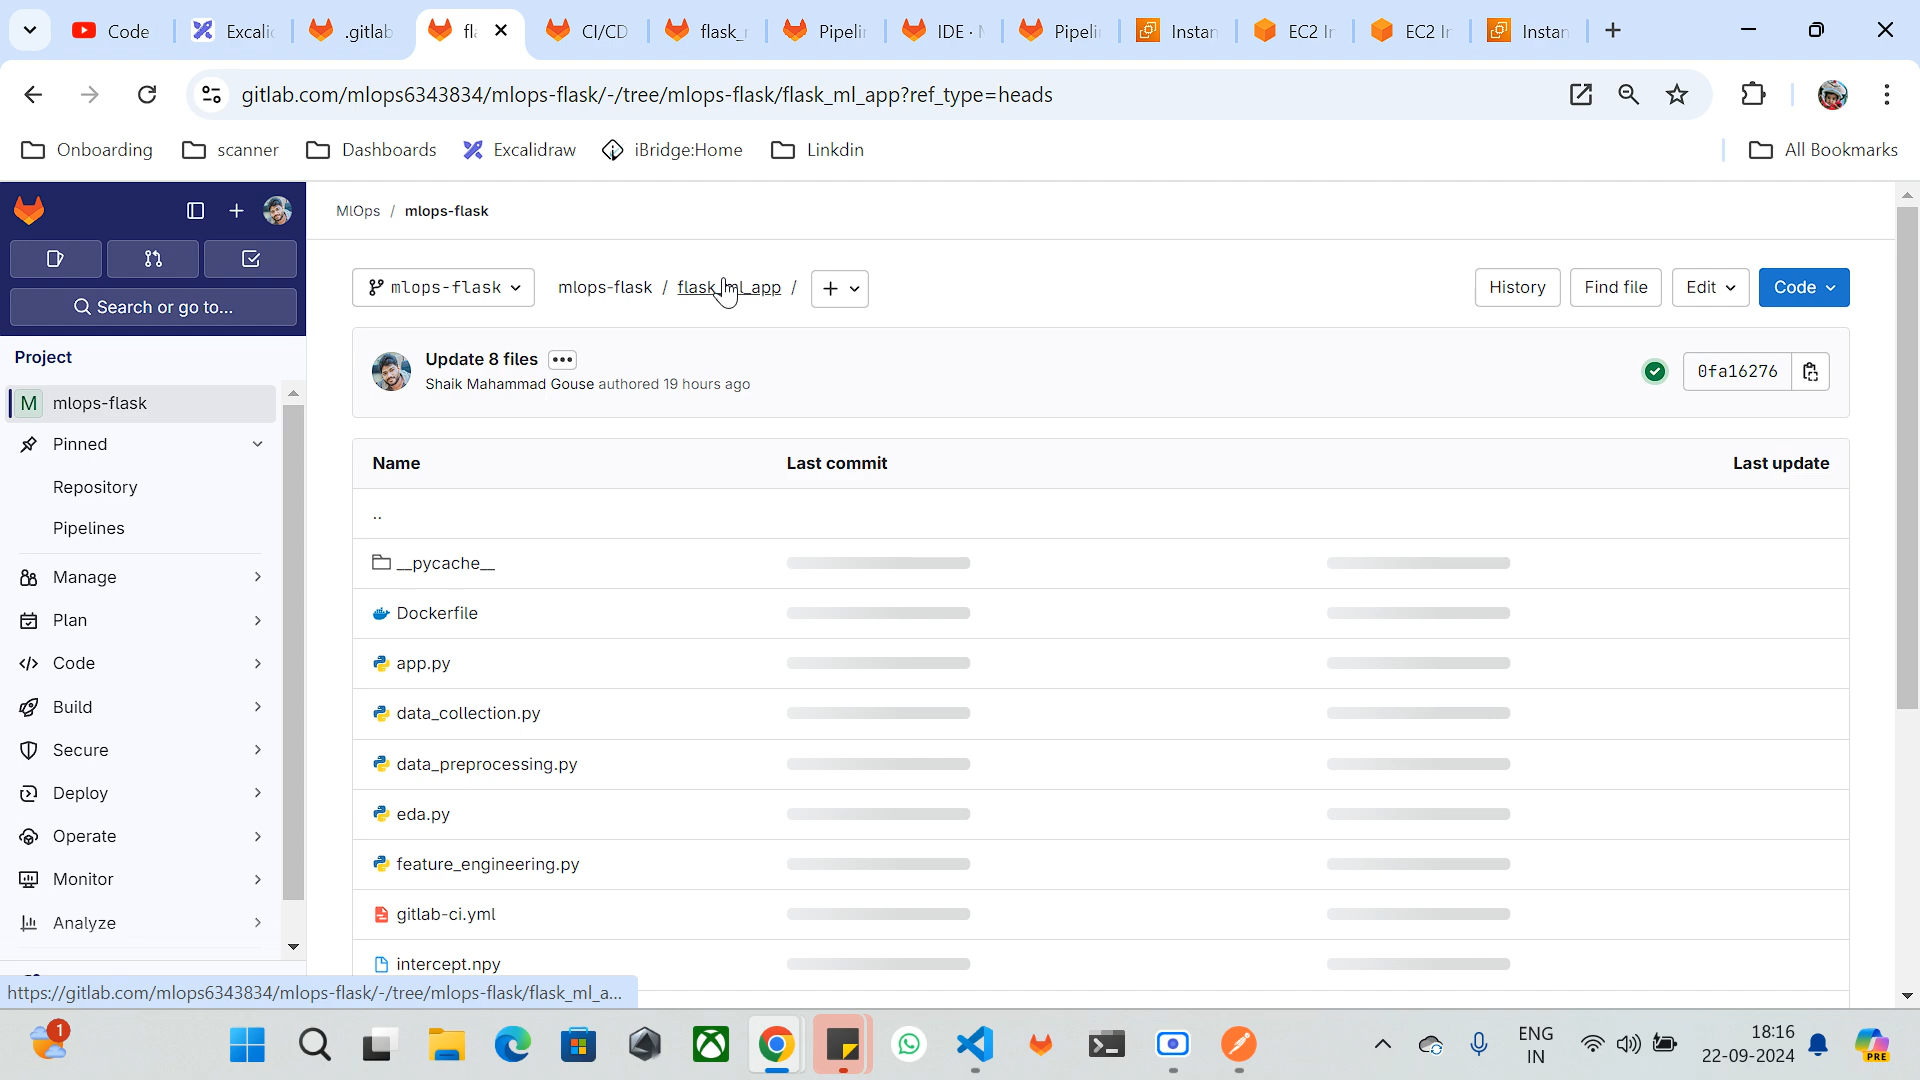 Code
Excali
.gitlab
fl
CI/CD
flask_
Pipeli
IDE ·
Pipeli
Instan
EC2 In
EC2 In
Instan
gitlab.com/mlops6343834/mlops-flask/-/tree/mlops-flask/flask_ml_app?ref_type=heads
Onboarding
scanner
Dashboards
Excalidraw
iBridge:Home
Linkdin
All Bookmarks
MlOps / mlops-flask
Search or go to...
Project
M mlops-flask
Pinned
Repository
Pipelines
Manage
Plan
Code
Build
Secure
Deploy
Operate
Monitor
Analyze
mlops-flask
mlops-flask / flask_ml_app /
History
Find file
Edit
Code
Update 8 files
Shaik Mahammad Gouse authored 19 hours ago
0fa16276
Name Last commit Last update
..
__pycache__
Dockerfile
app.py
data_collection.py
data_preprocessing.py
eda.py
feature_engineering.py
gitlab-ci.yml
intercept.npy
https://gitlab.com/mlops6343834/mlops-flask/-/tree/mlops-flask/flask_ml_a...
1
ENG
IN
18:16
22-09-2024
PRE